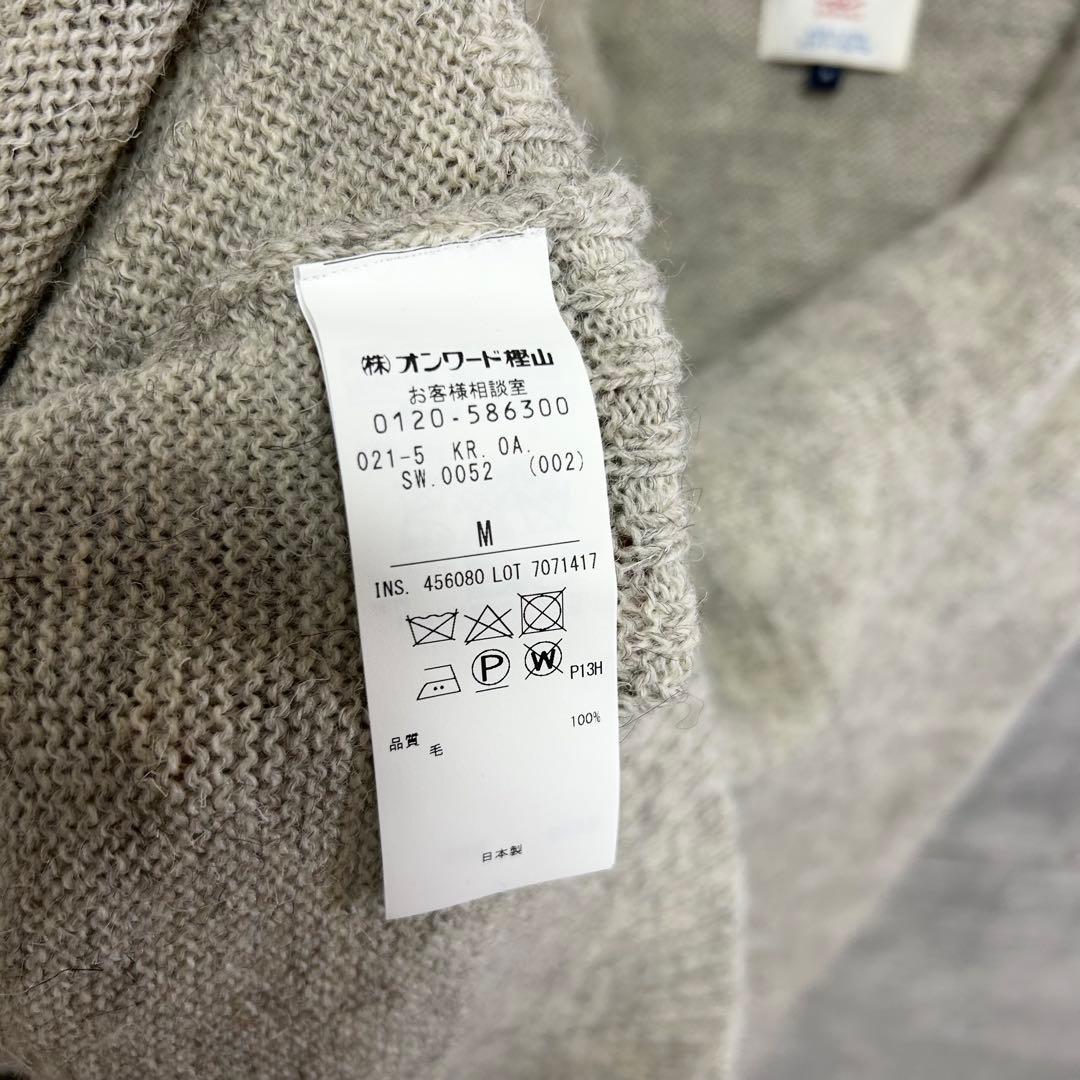 (株)オンワード樫山
お客様相談室
0120-586300
021-5 KR. OA.
SW.0052 (002)
M
INS. 456080 LOT 7071417
P W P13H
100%
品質 毛
日本製